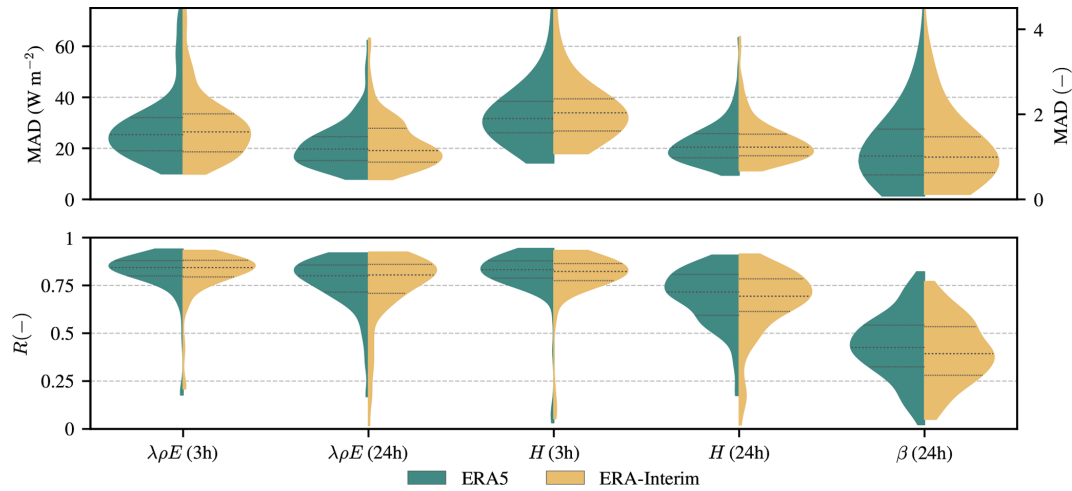 MAD (W m⁻²)
60
40
20
0
4
2
0
MAD (−)
R(−)
1
0.75
0.5
0.25
0
λρE (3h)
λρE (24h)
H (3h)
H (24h)
β (24h)
ERA5
ERA-Interim